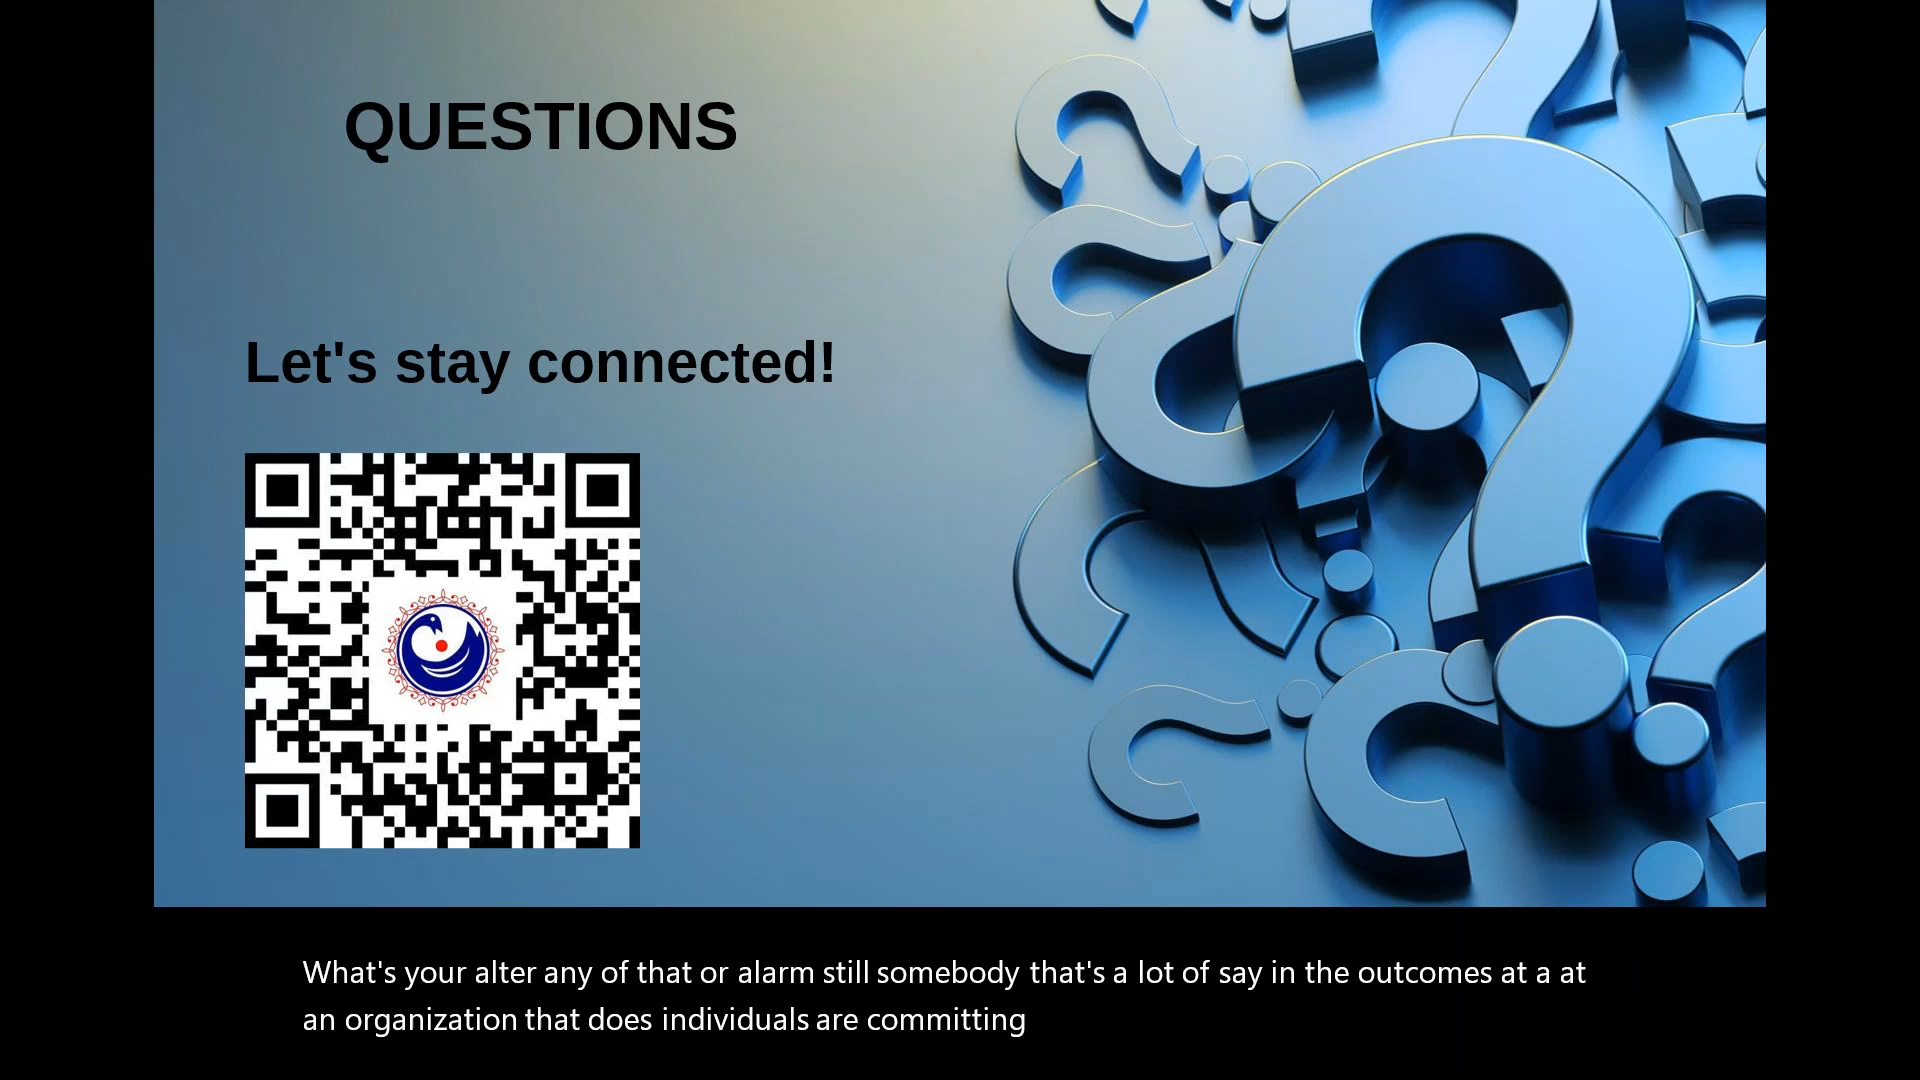 QUESTIONS
Let's stay connected!
What's your alter any of that or alarm still somebody that's a lot of say in the outcomes at a at
an organization that does individuals are committing